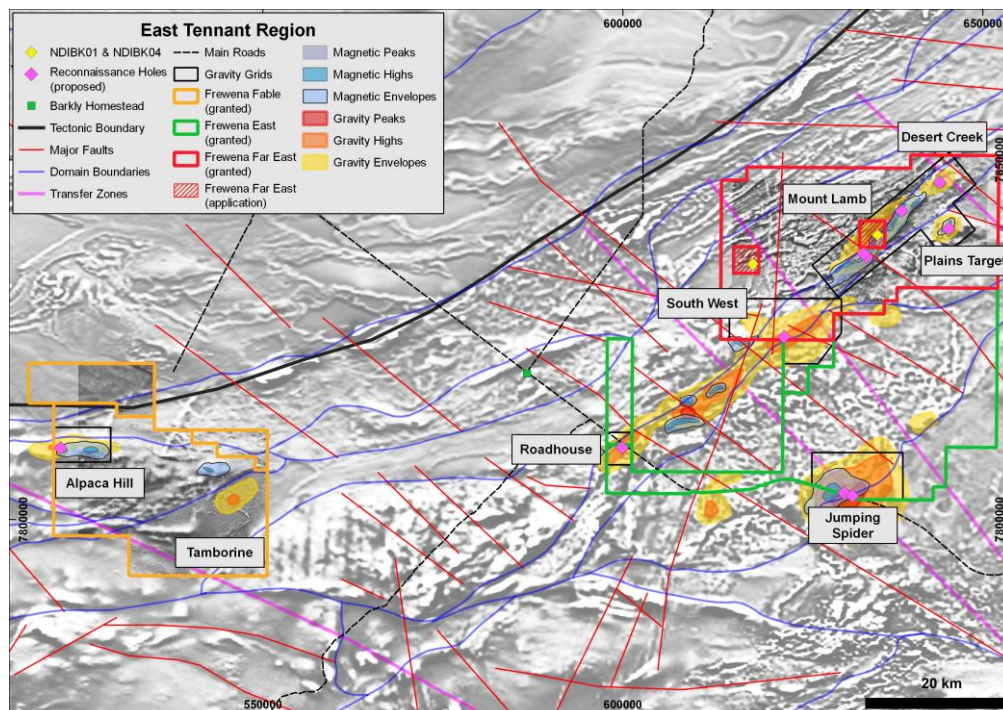 600000
650000
East Tennant Region
NDIBK01 & NDIBK04
Reconnaissance Holes
(proposed)
Barkly Homestead
Tectonic Boundary
Major Faults
Domain Boundaries
Transfer Zones
Main Roads
Gravity Grids
Frewena Fable
(granted)
Frewena East
(granted)
Frewena Far East
(granted)
Frewena Far East
(application)
Magnetic Peaks
Magnetic Highs
Magnetic Envelopes
Gravity Peaks
Gravity Highs
Gravity Envelopes
Desert Creek
7850000
Mount Lamb
Plains Target
South West
Roadhouse
Alpaca Hill
7800000
7800000
Jumping
Spider
Tamborine
20 km
550000
600000